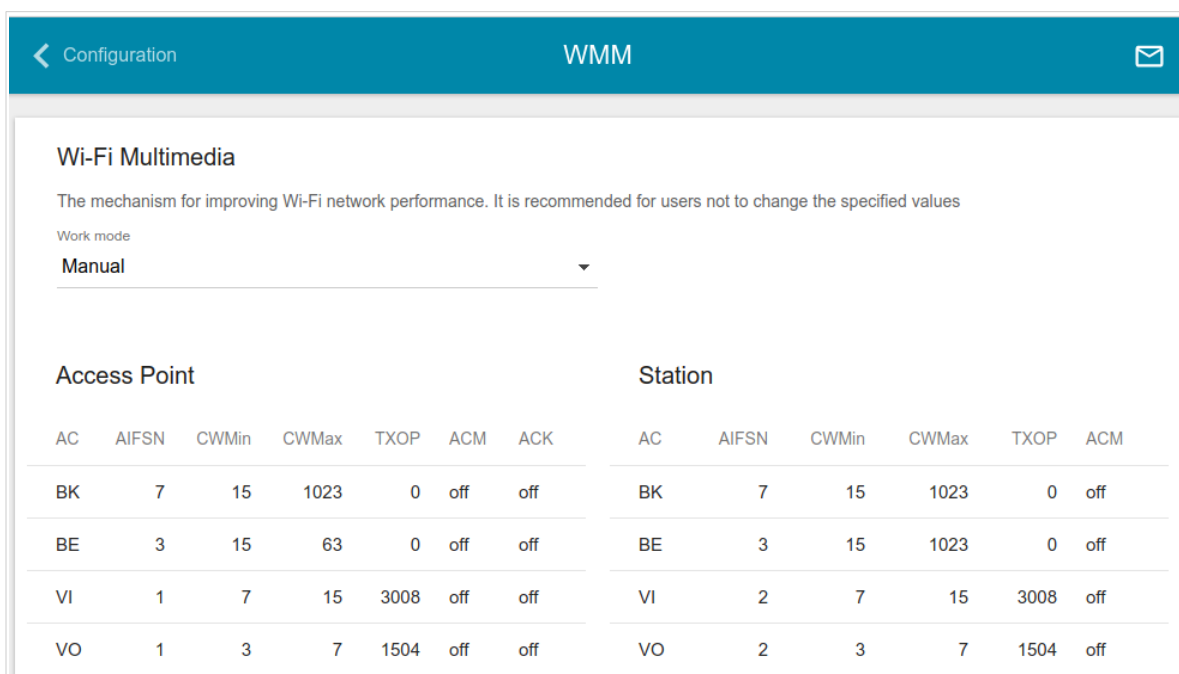 Configuration WMM
Wi-Fi Multimedia
The mechanism for improving Wi-Fi network performance. It is recommended for users not to change the specified values
Work mode
Manual
Access Point
AC AIFSN CWMin CWMax TXOP ACM ACK
BK 7 15 1023 0 off off
BE 3 15 63 0 off off
VI 1 7 15 3008 off off
VO 1 3 7 1504 off off
Station
AC AIFSN CWMin CWMax TXOP ACM
BK 7 15 1023 0 off
BE 3 15 1023 0 off
VI 2 7 15 3008 off
VO 2 3 7 1504 off